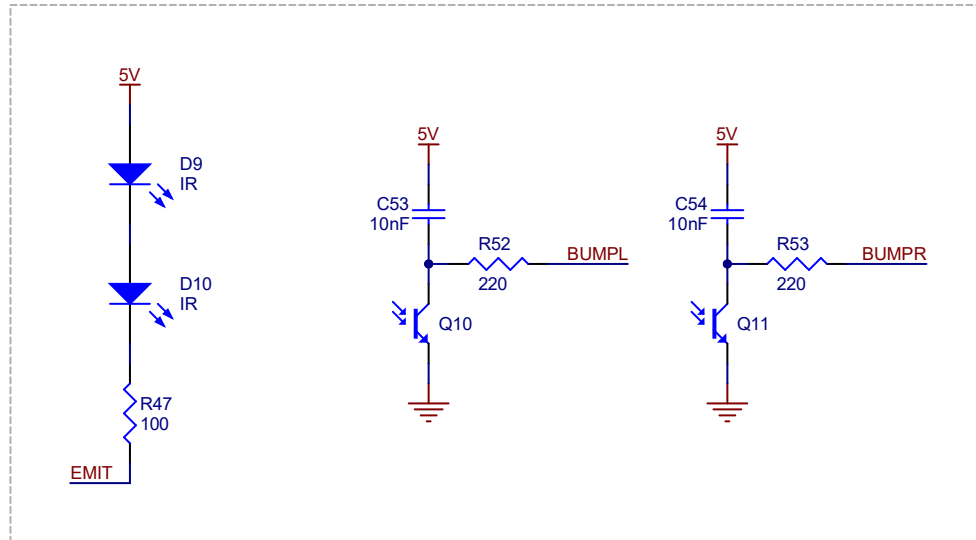 5V
D9
IR
D10
IR
R47
100
EMIT
5V
C53
10nF
R52
220
BUMPL
Q10
5V
C54
10nF
R53
220
BUMPR
Q11